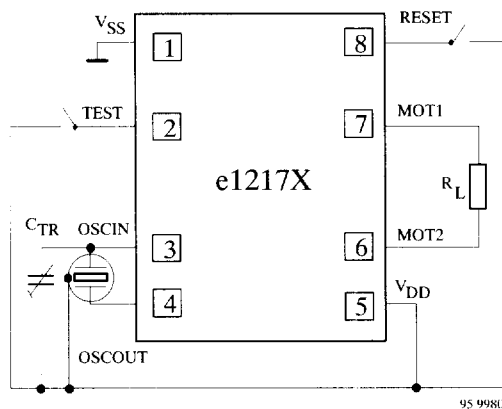 VSS
1
8
RESET
TEST
2
7
MOT1
e1217X
RL
CTR
OSCIN
3
6
MOT2
4
5
VDD
OSCOUT
95 9980